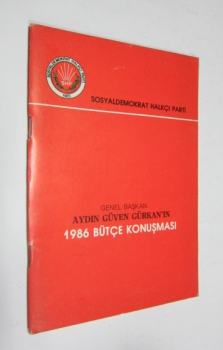 SOSYALDEMOKRAT HALKÇI PARTİ
GENEL BAŞKAN
AYDIN GÜVEN GÜRKAN'IN
1986 BÜTÇE KONUŞMASI